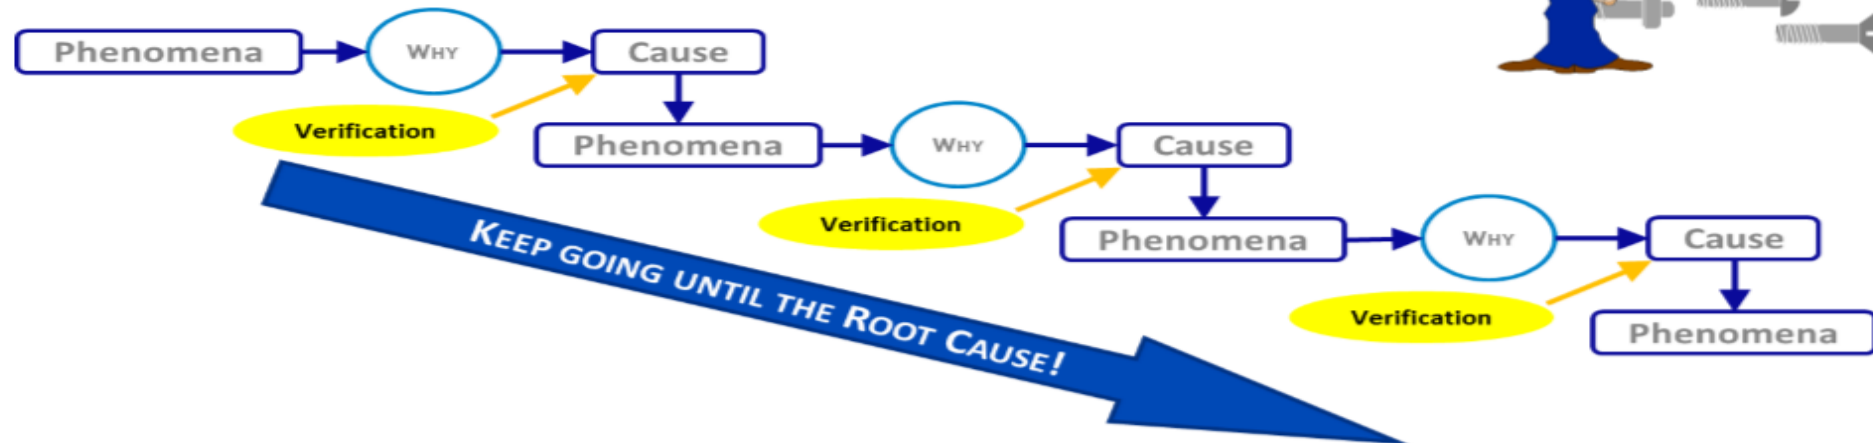 Phenomena
WHY
Cause
Verification
Phenomena
WHY
Cause
Verification
Phenomena
WHY
Cause
Verification
Phenomena
KEEP GOING UNTIL THE ROOT CAUSE!